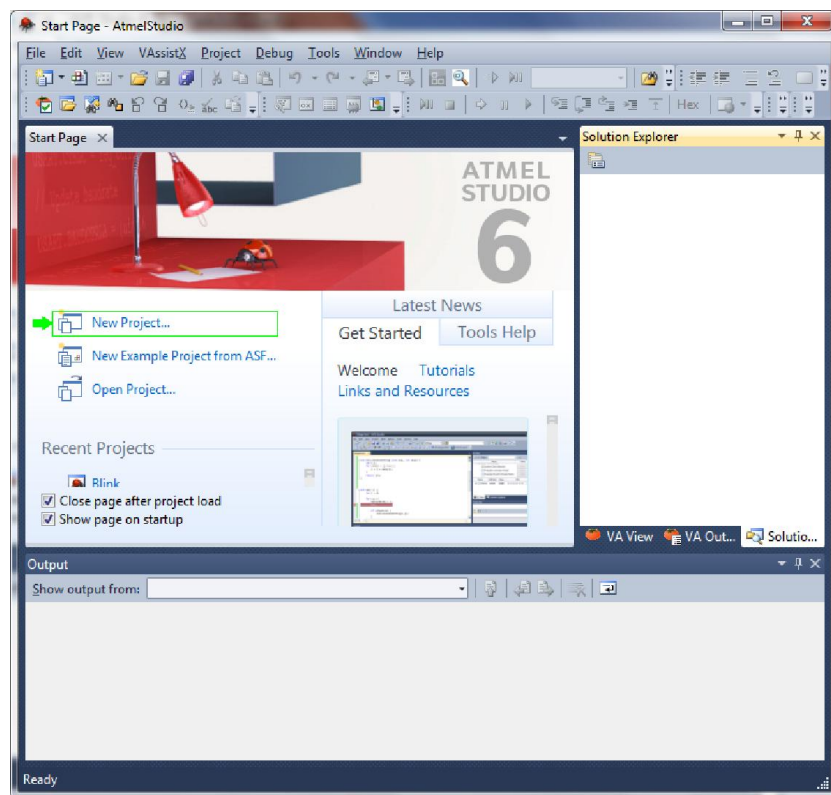 Start Page - AtmelStudio
File Edit View VAssistX Project Debug Tools Window Help
Hex
Start Page
Solution Explorer
ATMEL
STUDIO
6
New Project...
New Example Project from ASF...
Open Project...
Recent Projects
Blink
Close page after project load
Show page on startup
Latest News
Get Started Tools Help
Welcome Tutorials
Links and Resources
VA View VA Out... Solutio...
Output
Show output from:
Ready